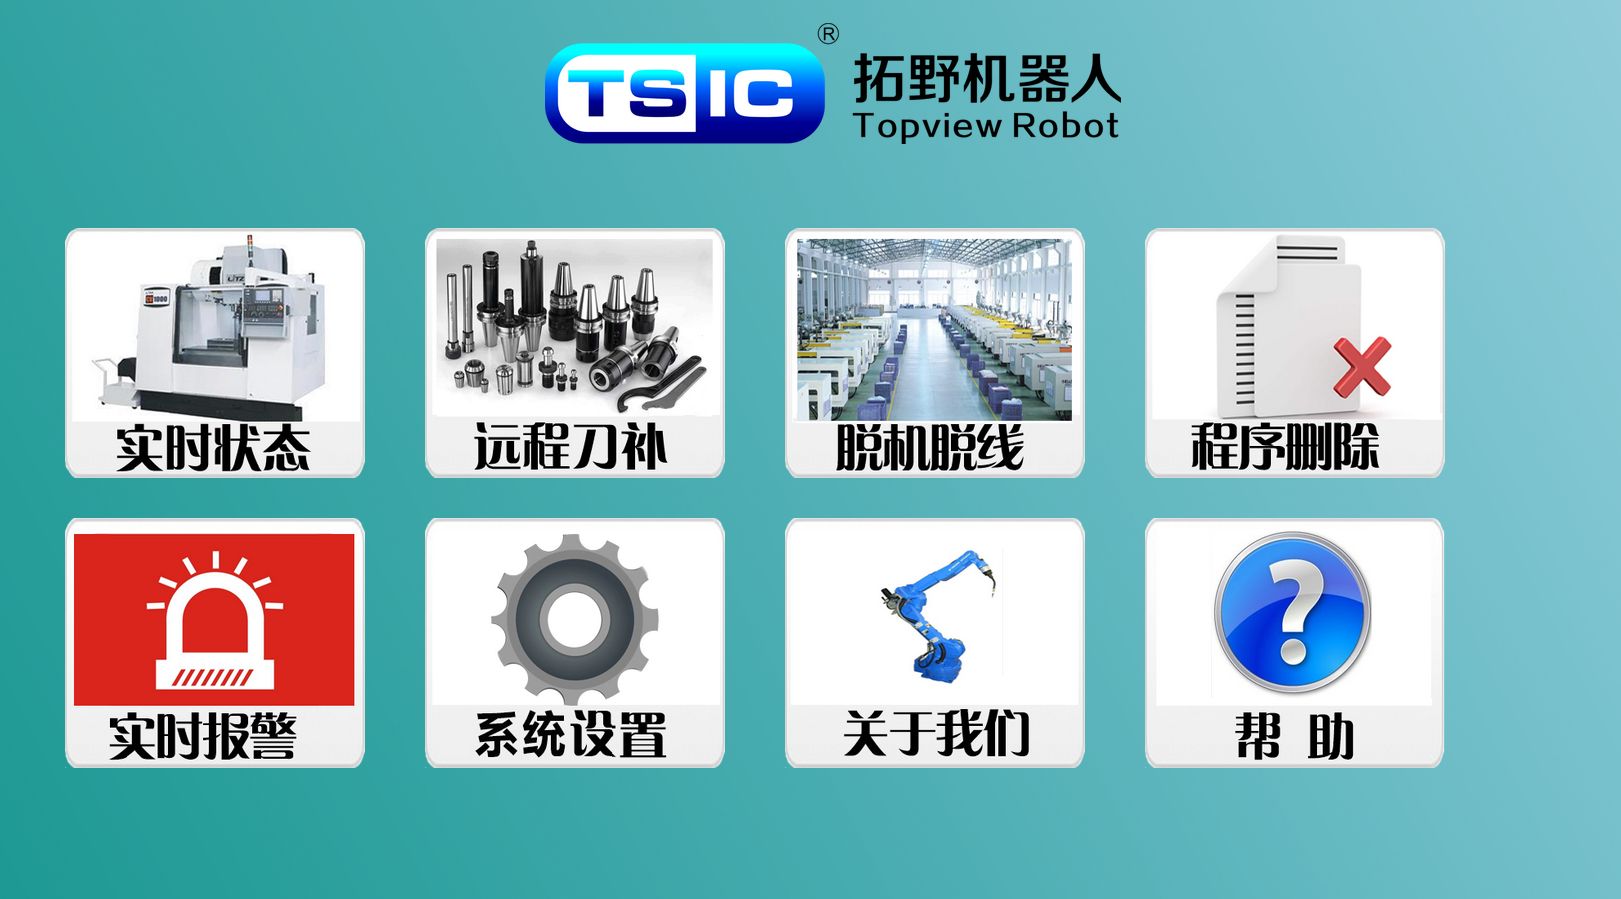 ®
TSIC
拓野机器人
Topview Robot
LiTZ
CV1000
实时状态
远程刀补
脱机脱线
程序删除
实时报警
系统设置
关于我们
帮 助